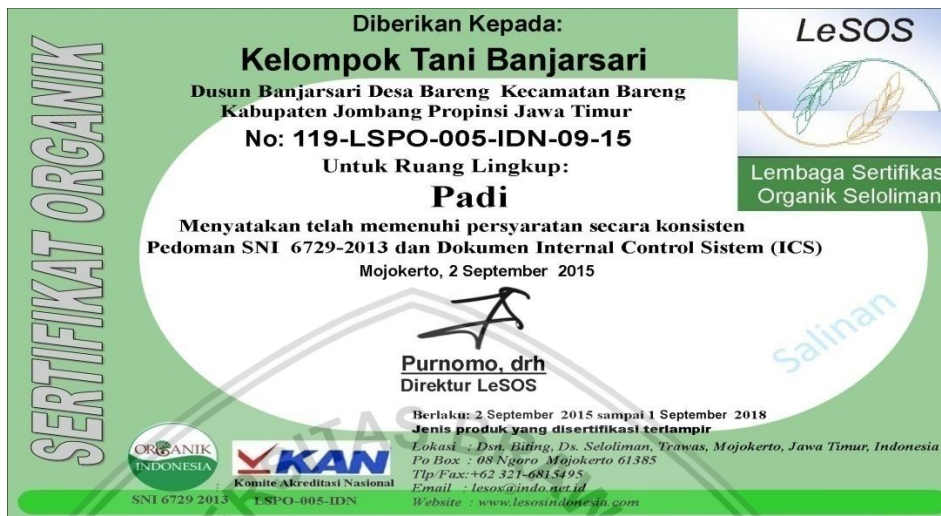 SERTIFIKAT ORGANIK
Diberikan Kepada:
Kelompok Tani Banjarsari
Dusun Banjarsari Desa Bareng Kecamatan Bareng
Kabupaten Jombang Propinsi Jawa Timur
No: 119-LSPO-005-IDN-09-15
Untuk Ruang Lingkup:
Padi
Menyatakan telah memenuhi persyaratan secara konsisten
Pedoman SNI 6729-2013 dan Dokumen Internal Control Sistem (ICS)
Mojokerto, 2 September 2015
Purnomo, drh
Direktur LeSOS
Berlaku: 2 September 2015 sampai 1 September 2018
Jenis produk yang disertifikasi terlampir
Lokasi : Dsn. Biting, Ds. Seloliman, Trawas, Mojokerto, Jawa Timur, Indonesia
Po Box : 08 Ngoro Mojokerto 61385
Tlp/Fax:+62 321-6815495
Email : lesos@indo.net.id
Website : www.lesosindonesia.com
LeSOS
Lembaga Sertifikas
Organik Seloliman
Salinan
ORGANIK
INDONESIA
SNI 6729 2013
KAN
Komite Akreditasi Nasional
LSPO-005-IDN